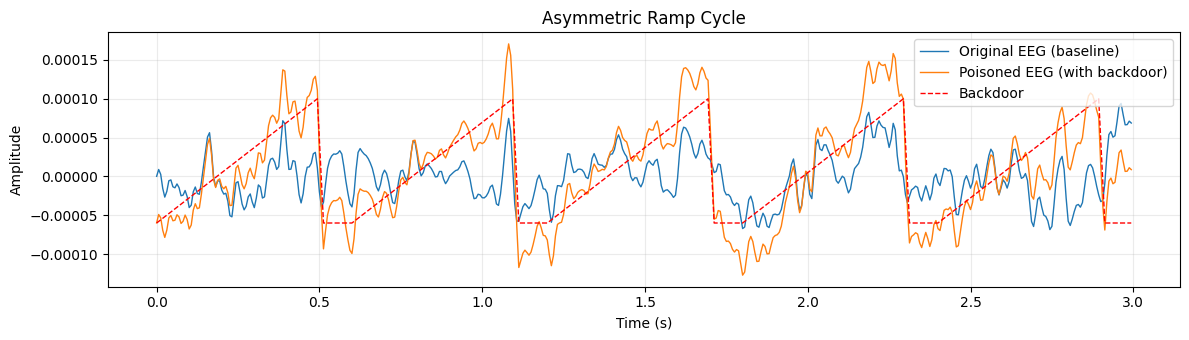 Asymmetric Ramp Cycle
Original EEG (baseline)
Poisoned EEG (with backdoor)
Backdoor
Amplitude
0.00015
0.00010
0.00005
0.00000
−0.00005
−0.00010
0.0 0.5 1.0 1.5 2.0 2.5 3.0
Time (s)